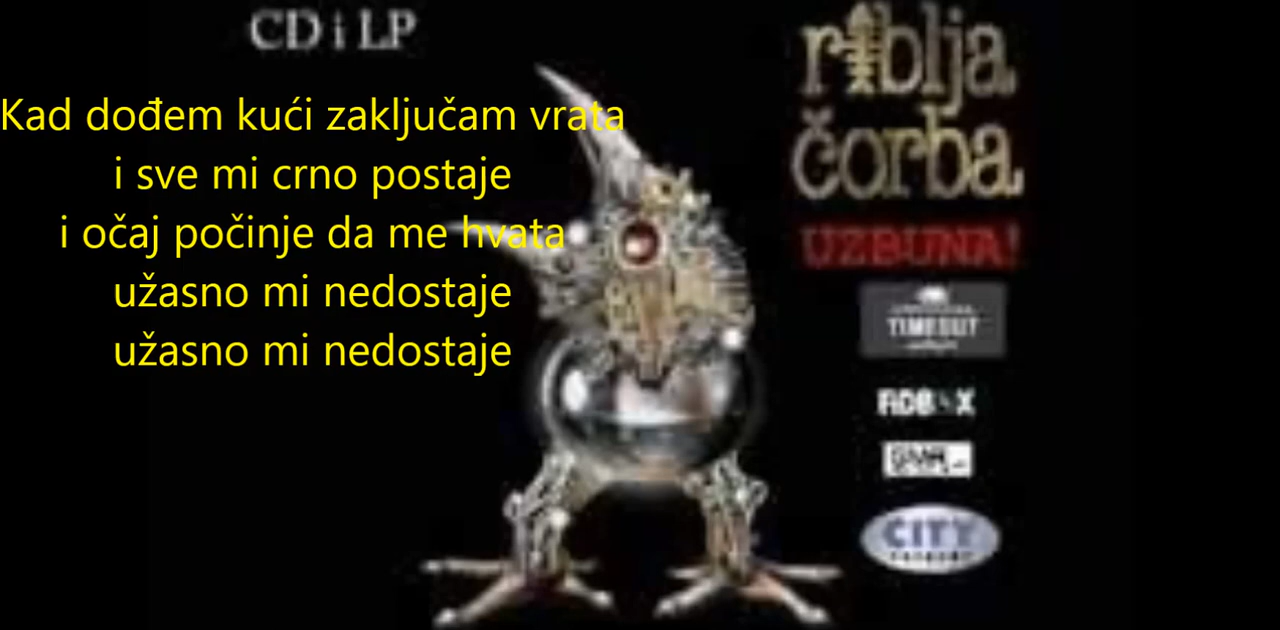 CD i LP
Kad dođem kući zaključam vrata
i sve mi crno postaje
i očaj počinje da me hvata
užasno mi nedostaje
užasno mi nedostaje
riblja
čorba
UZBUNA!
TIMEOUT
CITY